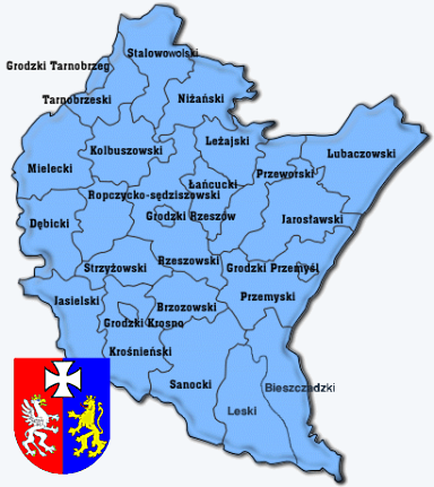 Stalowowolski
Grodzki Tarnobrzeg
Tarnobrzeski
Niżański
Leżajski
Kolbuszowski
Lubaczowski
Mielecki
Przeworski
Łańcucki
Ropczycko-sędziszowski
Grodzki Rzeszów
Jarosławski
Dębicki
Rzeszowski
Strzyżowski
Grodzki Przemyśl
Jasielski
Przemyski
Brzozowski
Grodzki Krosno
Krośnieński
Sanocki
Bieszczadzki
Leski